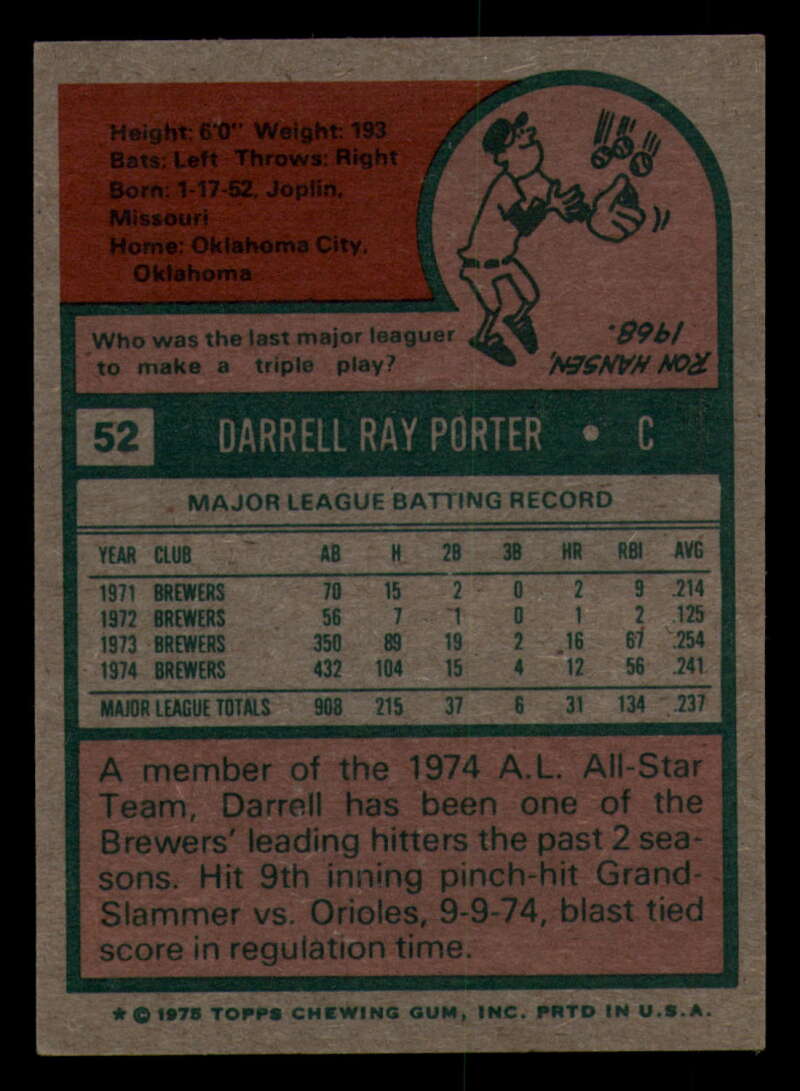 Height: 6'0" Weight: 193
Bats: Left Throws: Right
Born: 1-17-52, Joplin,
Missouri
Home: Oklahoma City,
Oklahoma
Who was the last major leaguer
to make a triple play?
RON HANSEN,
1968.
52 DARRELL RAY PORTER • C
MAJOR LEAGUE BATTING RECORD
YEAR CLUB AB H 2B 3B HR RBI AVG
1971 BREWERS 70 15 2 0 2 9 .214
1972 BREWERS 56 7 1 0 1 2 .125
1973 BREWERS 350 89 19 2 16 67 .254
1974 BREWERS 432 104 15 4 12 56 .241
MAJOR LEAGUE TOTALS 908 215 37 6 31 134 .237
A member of the 1974 A.L. All-Star
Team, Darrell has been one of the
Brewers' leading hitters the past 2 sea-
sons. Hit 9th inning pinch-hit Grand-
Slammer vs. Orioles, 9-9-74, blast tied
score in regulation time.
* © 1975 TOPPS CHEWING GUM, INC. PRTD IN U.S.A.